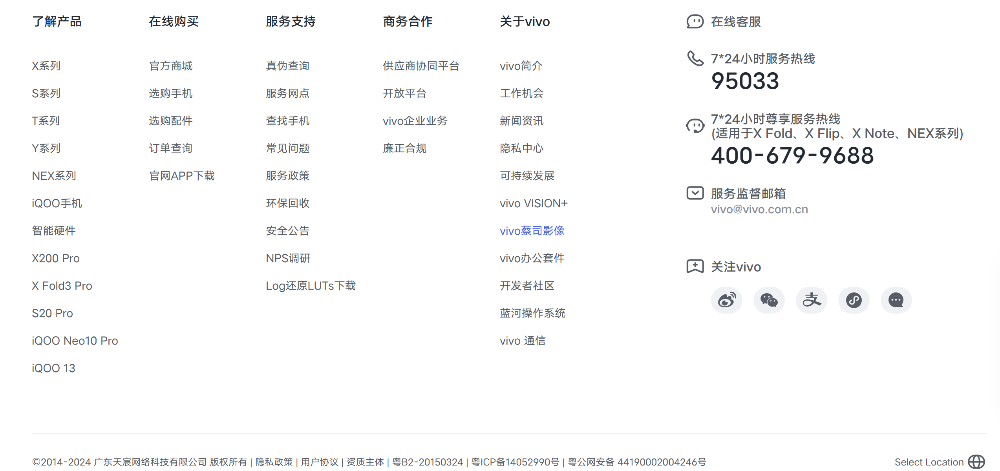 了解产品
X系列
S系列
T系列
Y系列
NEX系列
iQOO手机
智能硬件
X200 Pro
X Fold3 Pro
S20 Pro
iQOO Neo10 Pro
iQOO 13
在线购买
官方商城
选购手机
选购配件
订单查询
官网APP下载
服务支持
真伪查询
服务网点
查找手机
常见问题
服务政策
环保回收
安全公告
NPS调研
Log还原LUTs下载
商务合作
供应商协同平台
开放平台
vivo企业业务
廉正合规
关于vivo
vivo简介
工作机会
新闻资讯
隐私中心
可持续发展
vivo VISION+
vivo蔡司影像
vivo办公套件
开发者社区
蓝河操作系统
vivo 通信
在线客服
7*24小时服务热线
95033
7*24小时尊享服务热线
(适用于X Fold、X Flip、X Note、NEX系列)
400-679-9688
服务监督邮箱
vivo@vivo.com.cn
关注vivo
©2014-2024 广东天宸网络科技有限公司 版权所有 | 隐私政策 | 用户协议 | 资质主体 | 粤B2-20150324 | 粤ICP备14052990号 | 粤公网安备 44190002004246号
Select Location